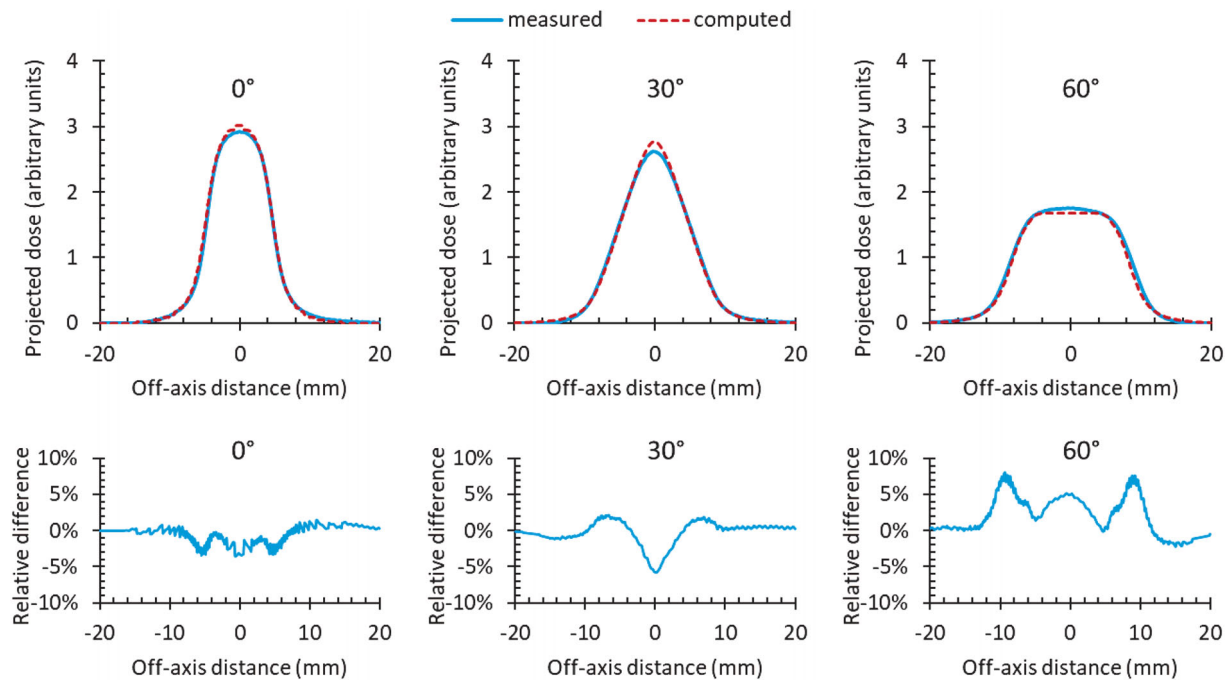 measured computed
0°
30°
60°
Projected dose (arbitrary units)
4
3
2
1
0
-20 0 20
Off-axis distance (mm)
Projected dose (arbitrary units)
4
3
2
1
0
-20 0 20
Off-axis distance (mm)
Projected dose (arbitrary units)
4
3
2
1
0
-20 -10 0 10 20
Off-axis distance (mm)
0°
30°
60°
Relative difference
10%
5%
0%
-5%
-10%
-20 -10 0 10 20
Off-axis distance (mm)
Relative difference
10%
5%
0%
-5%
-10%
-20 -10 0 10 20
Off-axis distance (mm)
Relative difference
10%
5%
0%
-5%
-10%
-20 -10 0 10 20
Off-axis distance (mm)